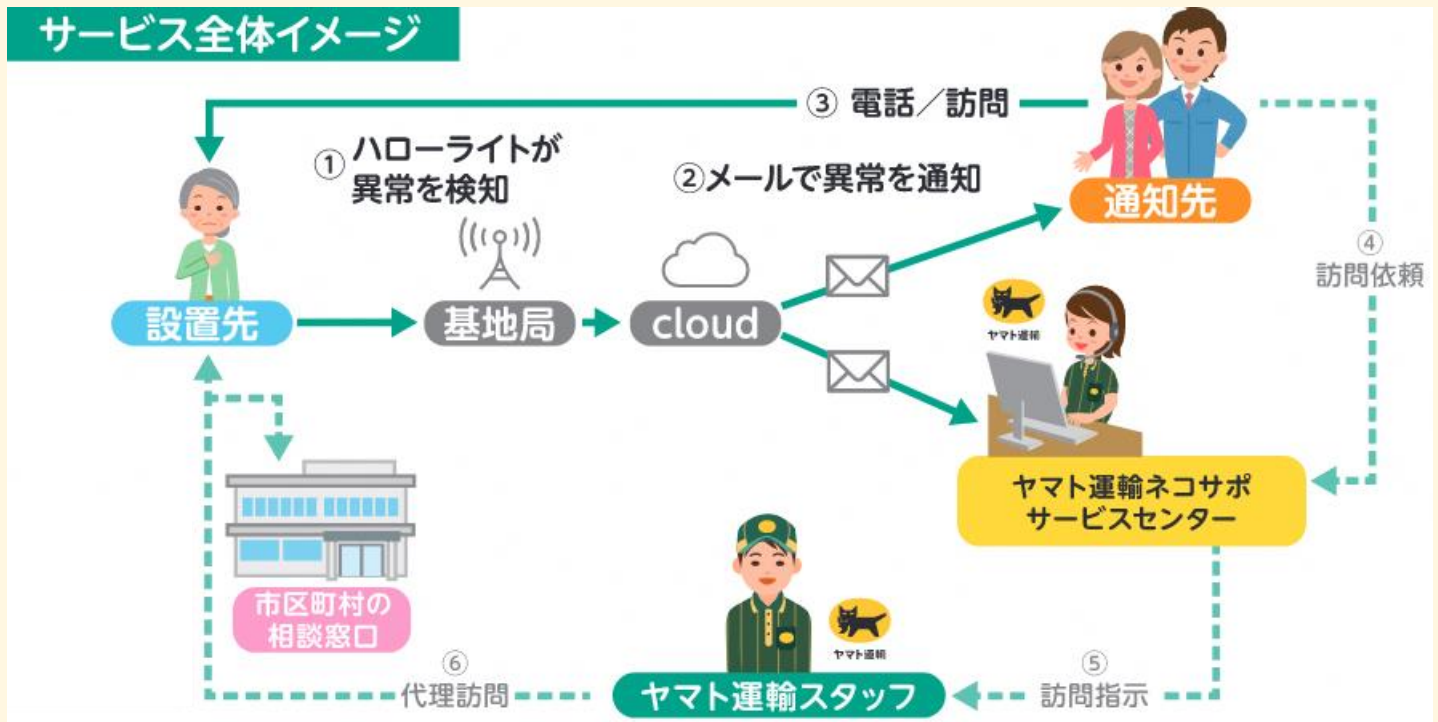 サービス全体イメージ
③ 電話／訪問
① ハローライトが
異常を検知
②メールで異常を通知
通知先
④
訪問依頼
設置先
基地局
cloud
ヤマト運輸
ヤマト運輸ネコサポ
サービスセンター
市区町村の
相談窓口
ヤマト運輸
⑥
代理訪問
ヤマト運輸スタッフ
⑤
訪問指示